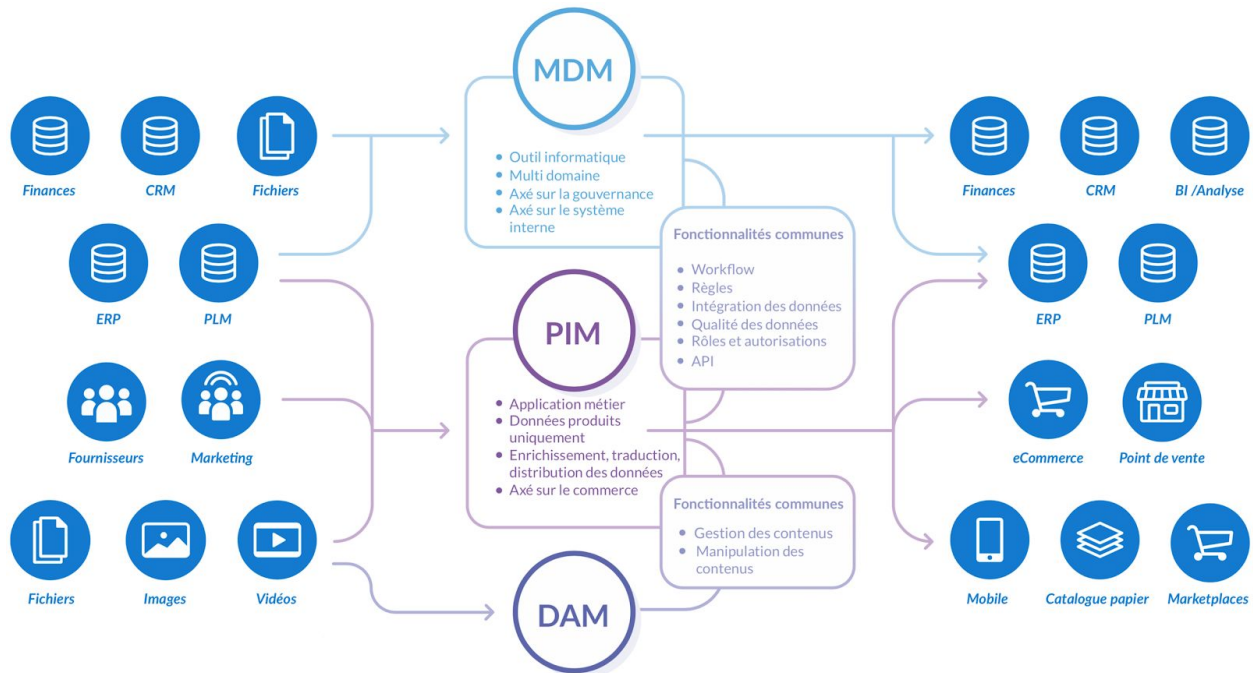 MDM
Outil informatique
Multi domaine
Axé sur la gouvernance
Axé sur le système
interne
Finances
CRM
Fichiers
ERP
PLM
Fournisseurs
Marketing
Fichiers
Images
Vidéos
Fonctionnalités communes
Workflow
Règles
Intégration des données
Qualité des données
Rôles et autorisations
API
PIM
Application métier
Données produits
uniquement
Enrichissement, traduction,
distribution des données
Axé sur le commerce
Fonctionnalités communes
Gestion des contenus
Manipulation des
contenus
DAM
Finances
CRM
BI /Analyse
ERP
PLM
eCommerce
Point de vente
Mobile
Catalogue papier
Marketplaces